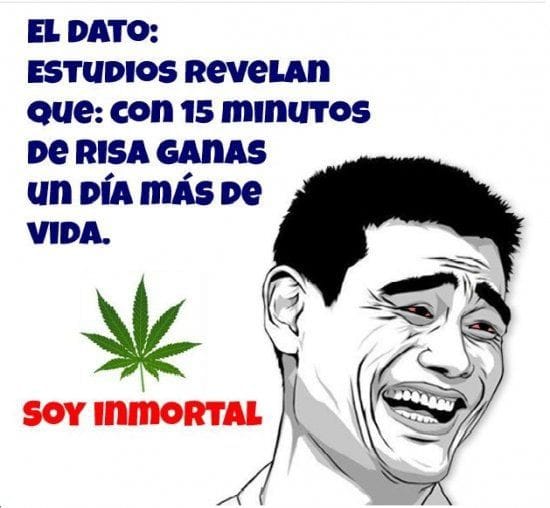 EL DATO:
ESTUDIOS REVELAN
QUE: CON 15 MINUTOS
DE RISA GANAS
UN DÍA MÁS DE
VIDA.
SOY INMORTAL